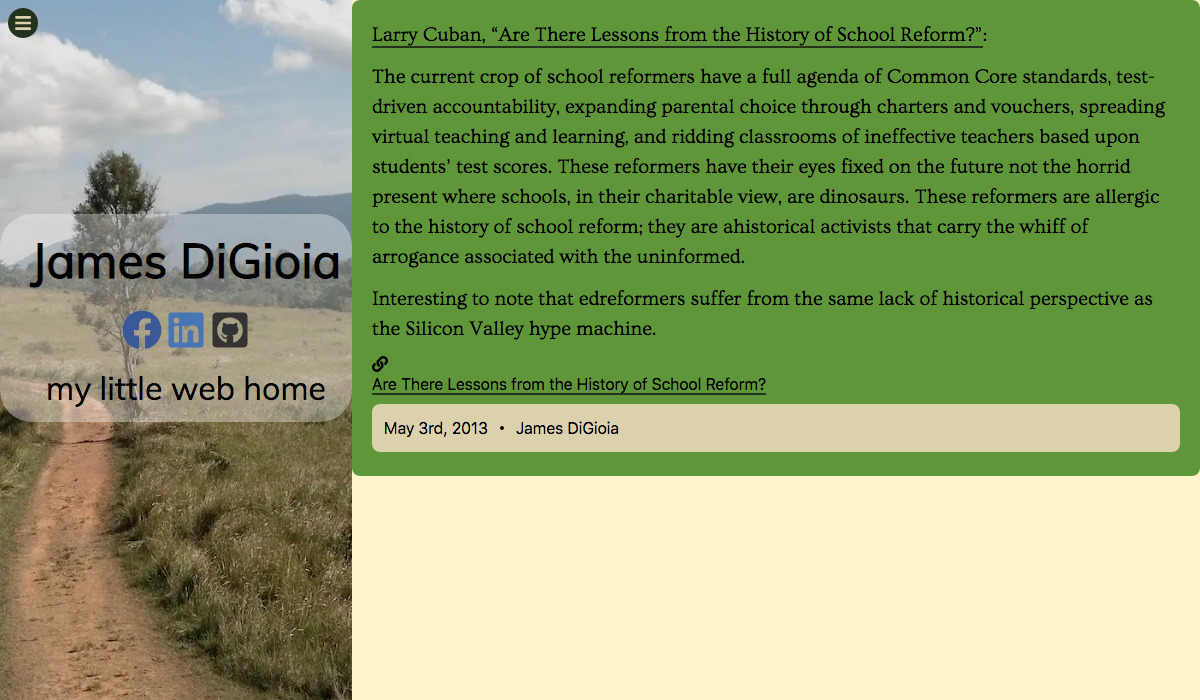 James DiGioia
my little web home
Larry Cuban, “Are There Lessons from the History of School Reform?”:
The current crop of school reformers have a full agenda of Common Core standards, test-
driven accountability, expanding parental choice through charters and vouchers, spreading
virtual teaching and learning, and ridding classrooms of ineffective teachers based upon
students’ test scores. These reformers have their eyes fixed on the future not the horrid
present where schools, in their charitable view, are dinosaurs. These reformers are allergic
to the history of school reform; they are ahistorical activists that carry the whiff of
arrogance associated with the uninformed.
Interesting to note that edreformers suffer from the same lack of historical perspective as
the Silicon Valley hype machine.
Are There Lessons from the History of School Reform?
May 3rd, 2013 • James DiGioia